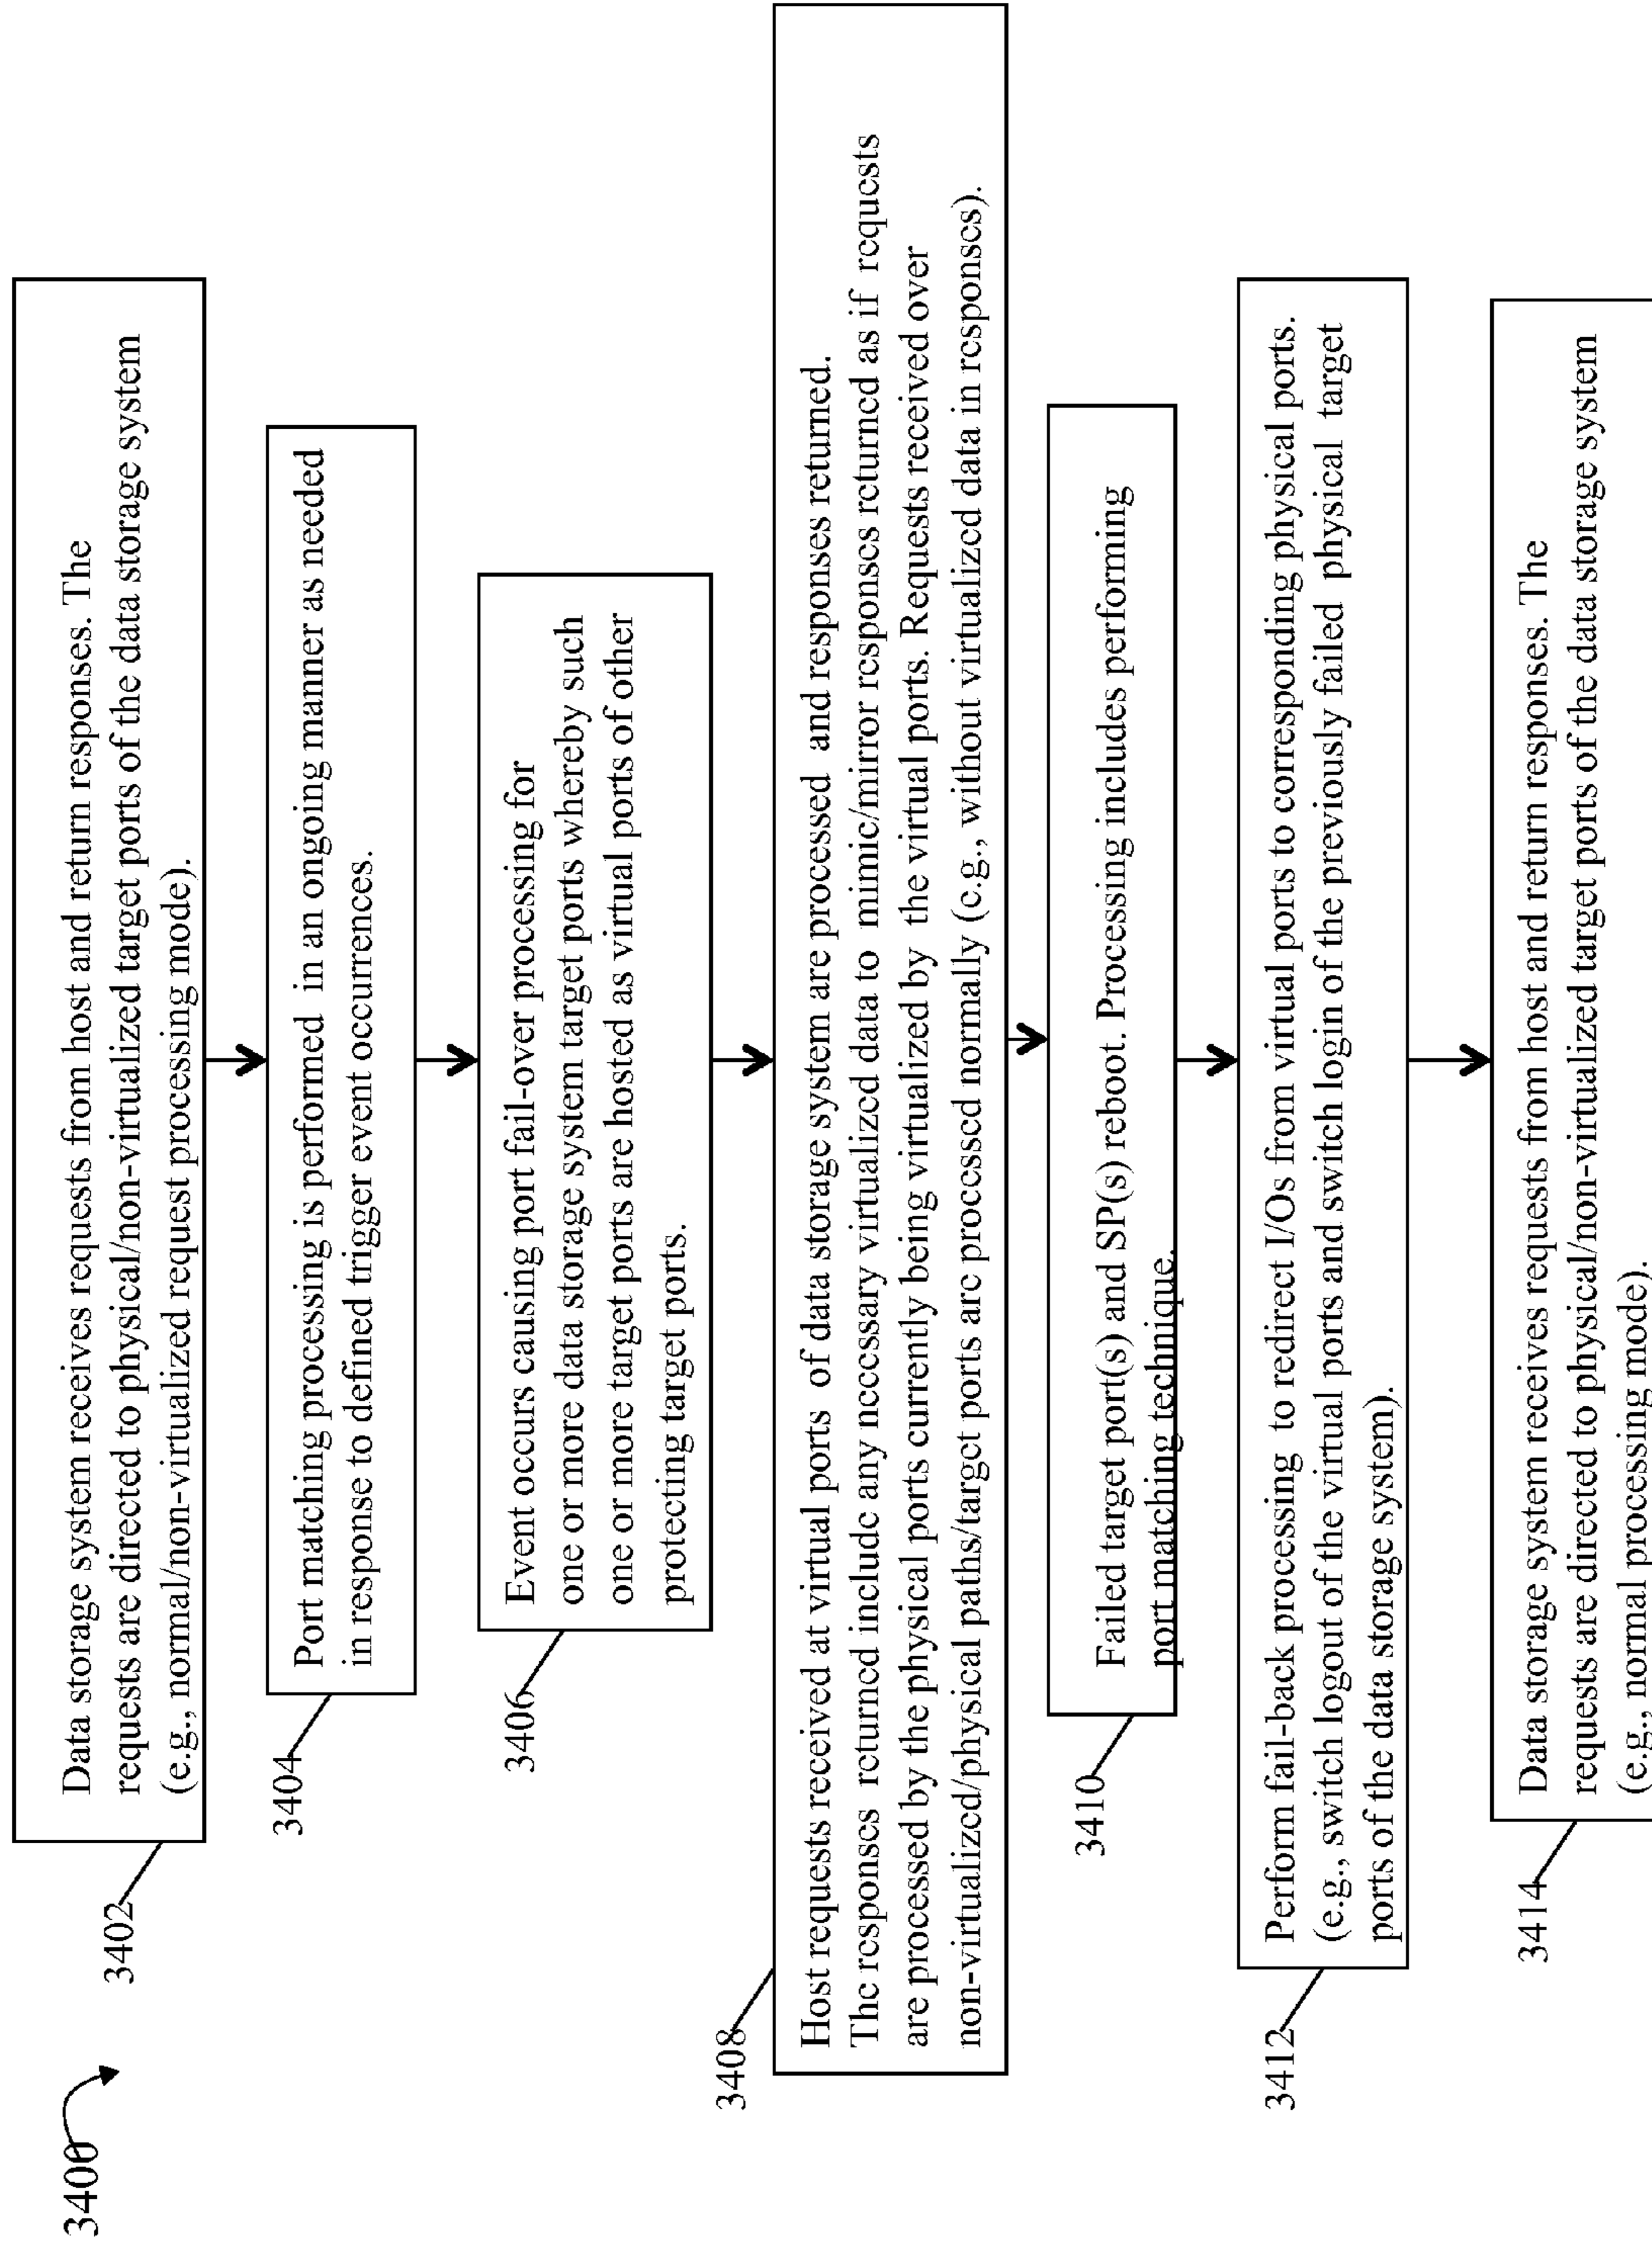 3400
3402
Data storage system receives requests from host and return responses. The
requests are directed to physical/non-virtualized target ports of the data storage system
(e.g., normal/non-virtualized request processing mode).
3404
Port matching processing is performed in an ongoing manner as needed
in response to defined trigger event occurrences.
3406
Event occurs causing port fail-over processing for
one or more data storage system target ports whereby such
one or more target ports are hosted as virtual ports of other
protecting target ports.
3408
Host requests received at virtual ports of data storage system are processed and responses returned.
The responses returned include any necessary virtualized data to mimic/mirror responses returned as if requests
are processed by the physical ports currently being virtualized by the virtual ports. Requests received over
non-virtualized/physical paths/target ports are processed normally (e.g., without virtualized data in responses).
3410
Failed target port(s) and SP(s) reboot. Processing includes performing
port matching technique.
3412
Perform fail-back processing to redirect I/Os from virtual ports to corresponding physical ports.
(e.g., switch logout of the virtual ports and switch login of the previously failed physical target
ports of the data storage system).
3414
Data storage system receives requests from host and return responses. The
requests are directed to physical/non-virtualized target ports of the data storage system
(e.g., normal processing mode).